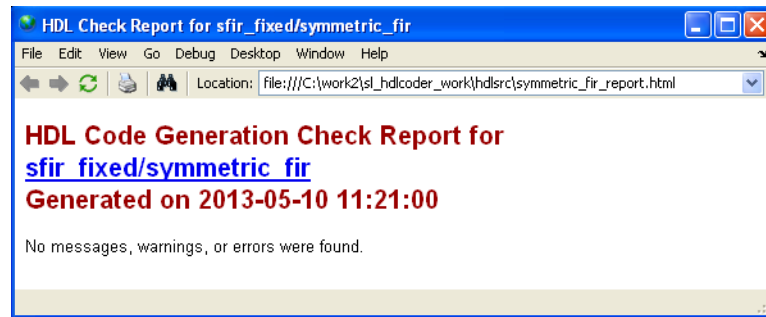 HDL Check Report for sfir_fixed/symmetric_fir
File Edit View Go Debug Desktop Window Help
Location: file:///C:\work2\sl_hdlcoder_work\hdlsrc\symmetric_fir_report.html
HDL Code Generation Check Report for
sfir_fixed/symmetric_fir
Generated on 2013-05-10 11:21:00
No messages, warnings, or errors were found.